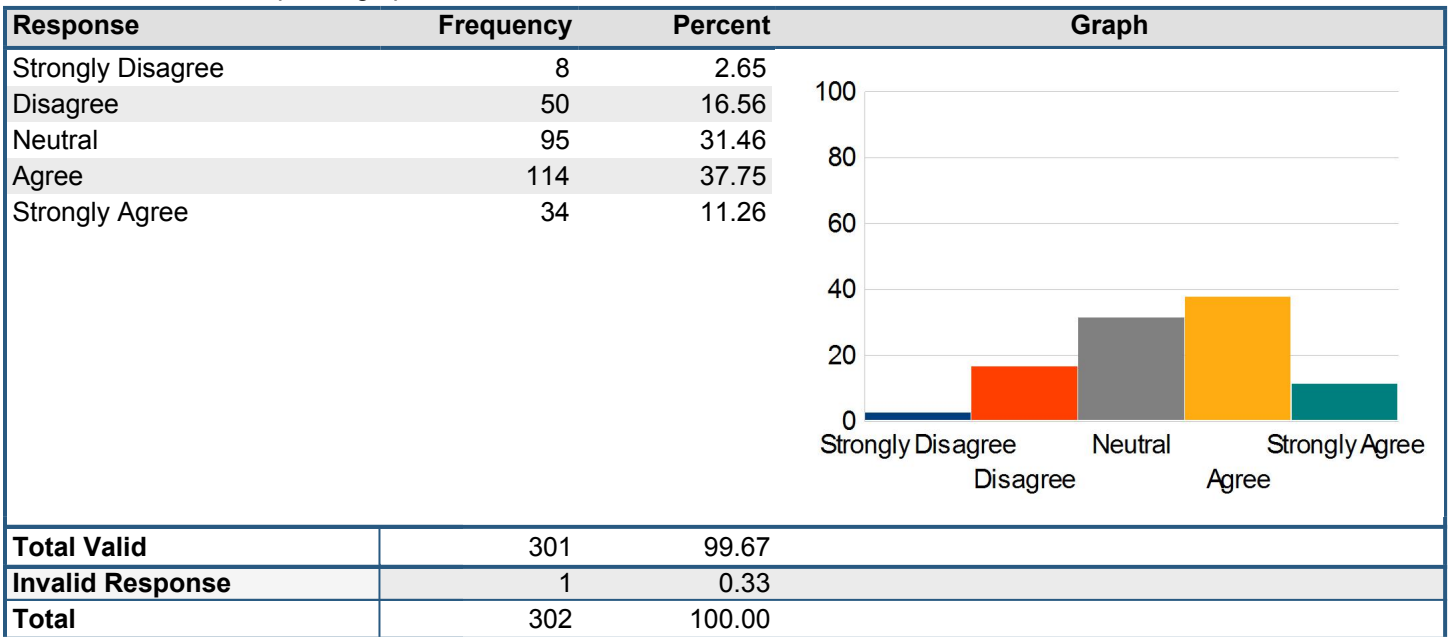 Response Frequency Percent Graph
Strongly Disagree 8 2.65
Disagree 50 16.56
Neutral 95 31.46
Agree 114 37.75
Strongly Agree 34 11.26
100
80
60
40
20
0
Strongly Disagree Neutral Strongly Agree
Disagree Agree
Total Valid 301 99.67
Invalid Response 1 0.33
Total 302 100.00